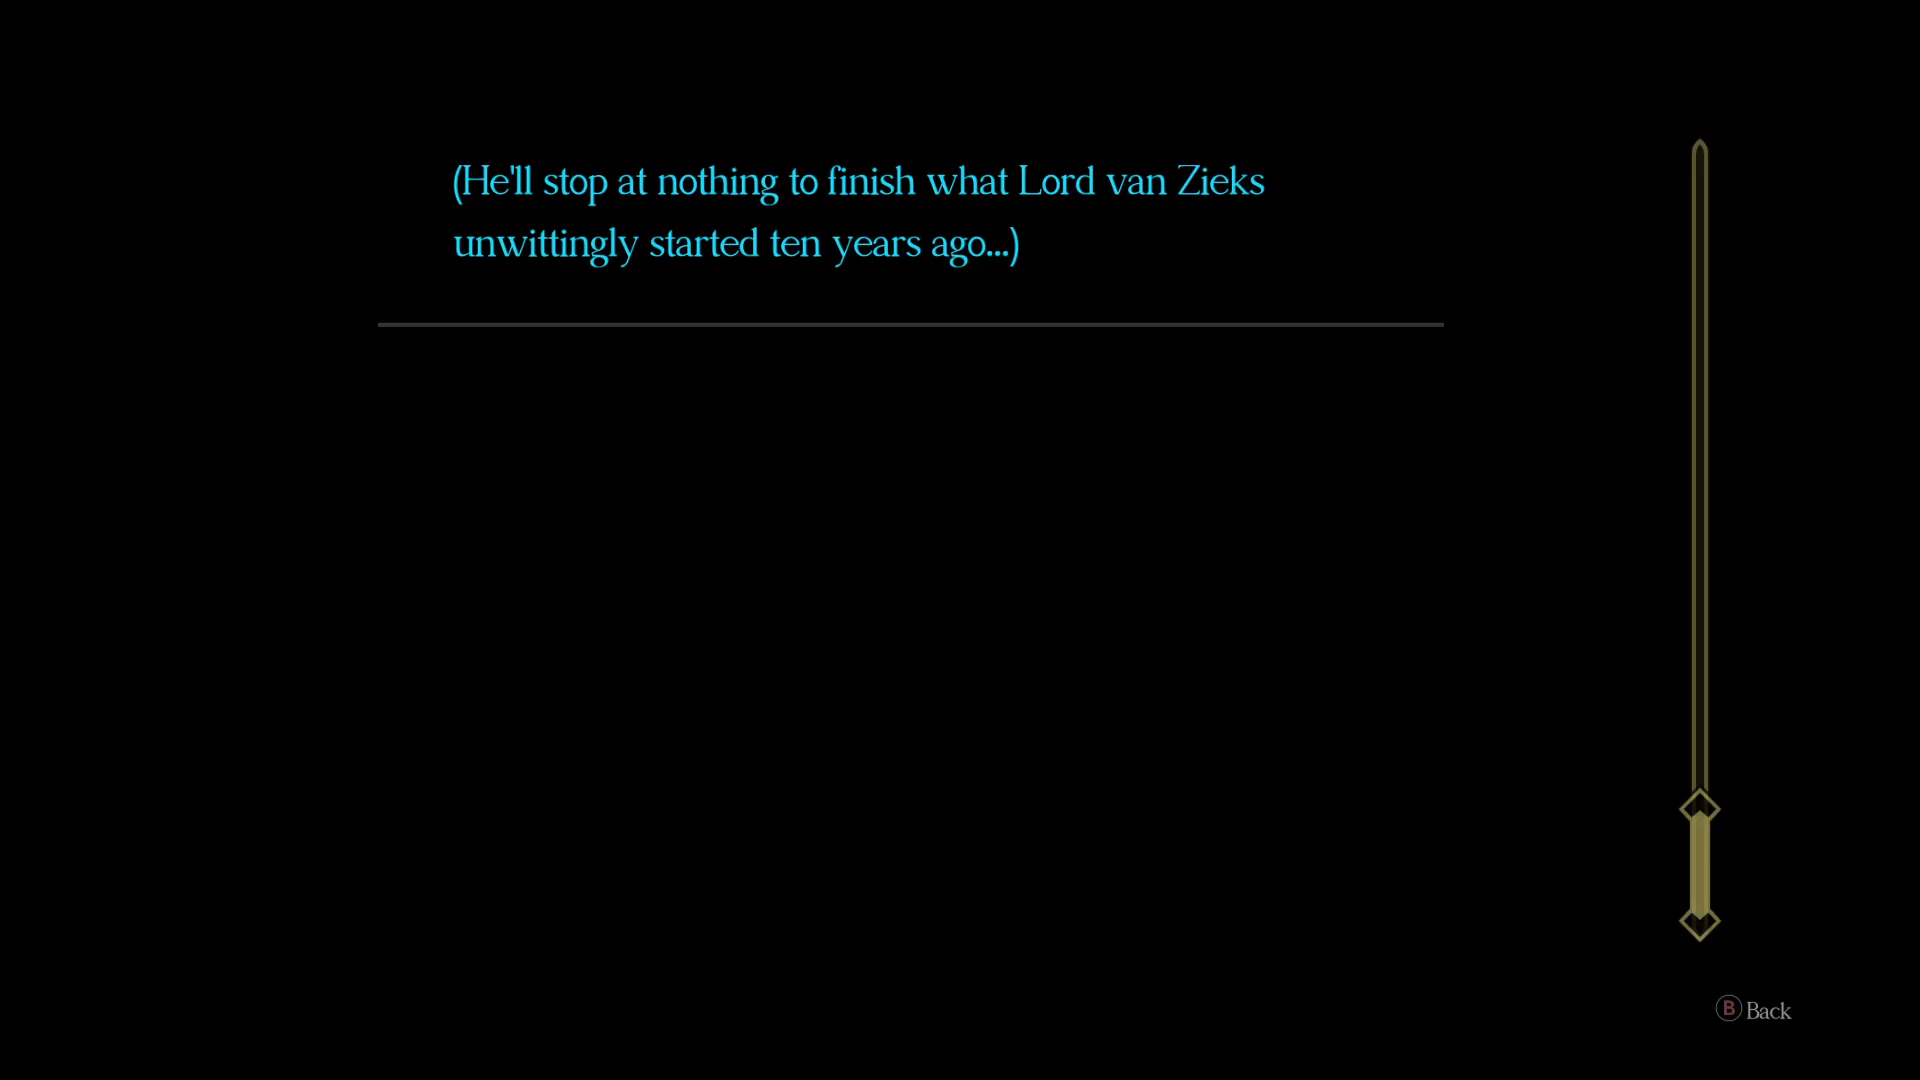 (He'll stop at nothing to finish what Lord van Zieks
unwittingly started ten years ago...)
B Back